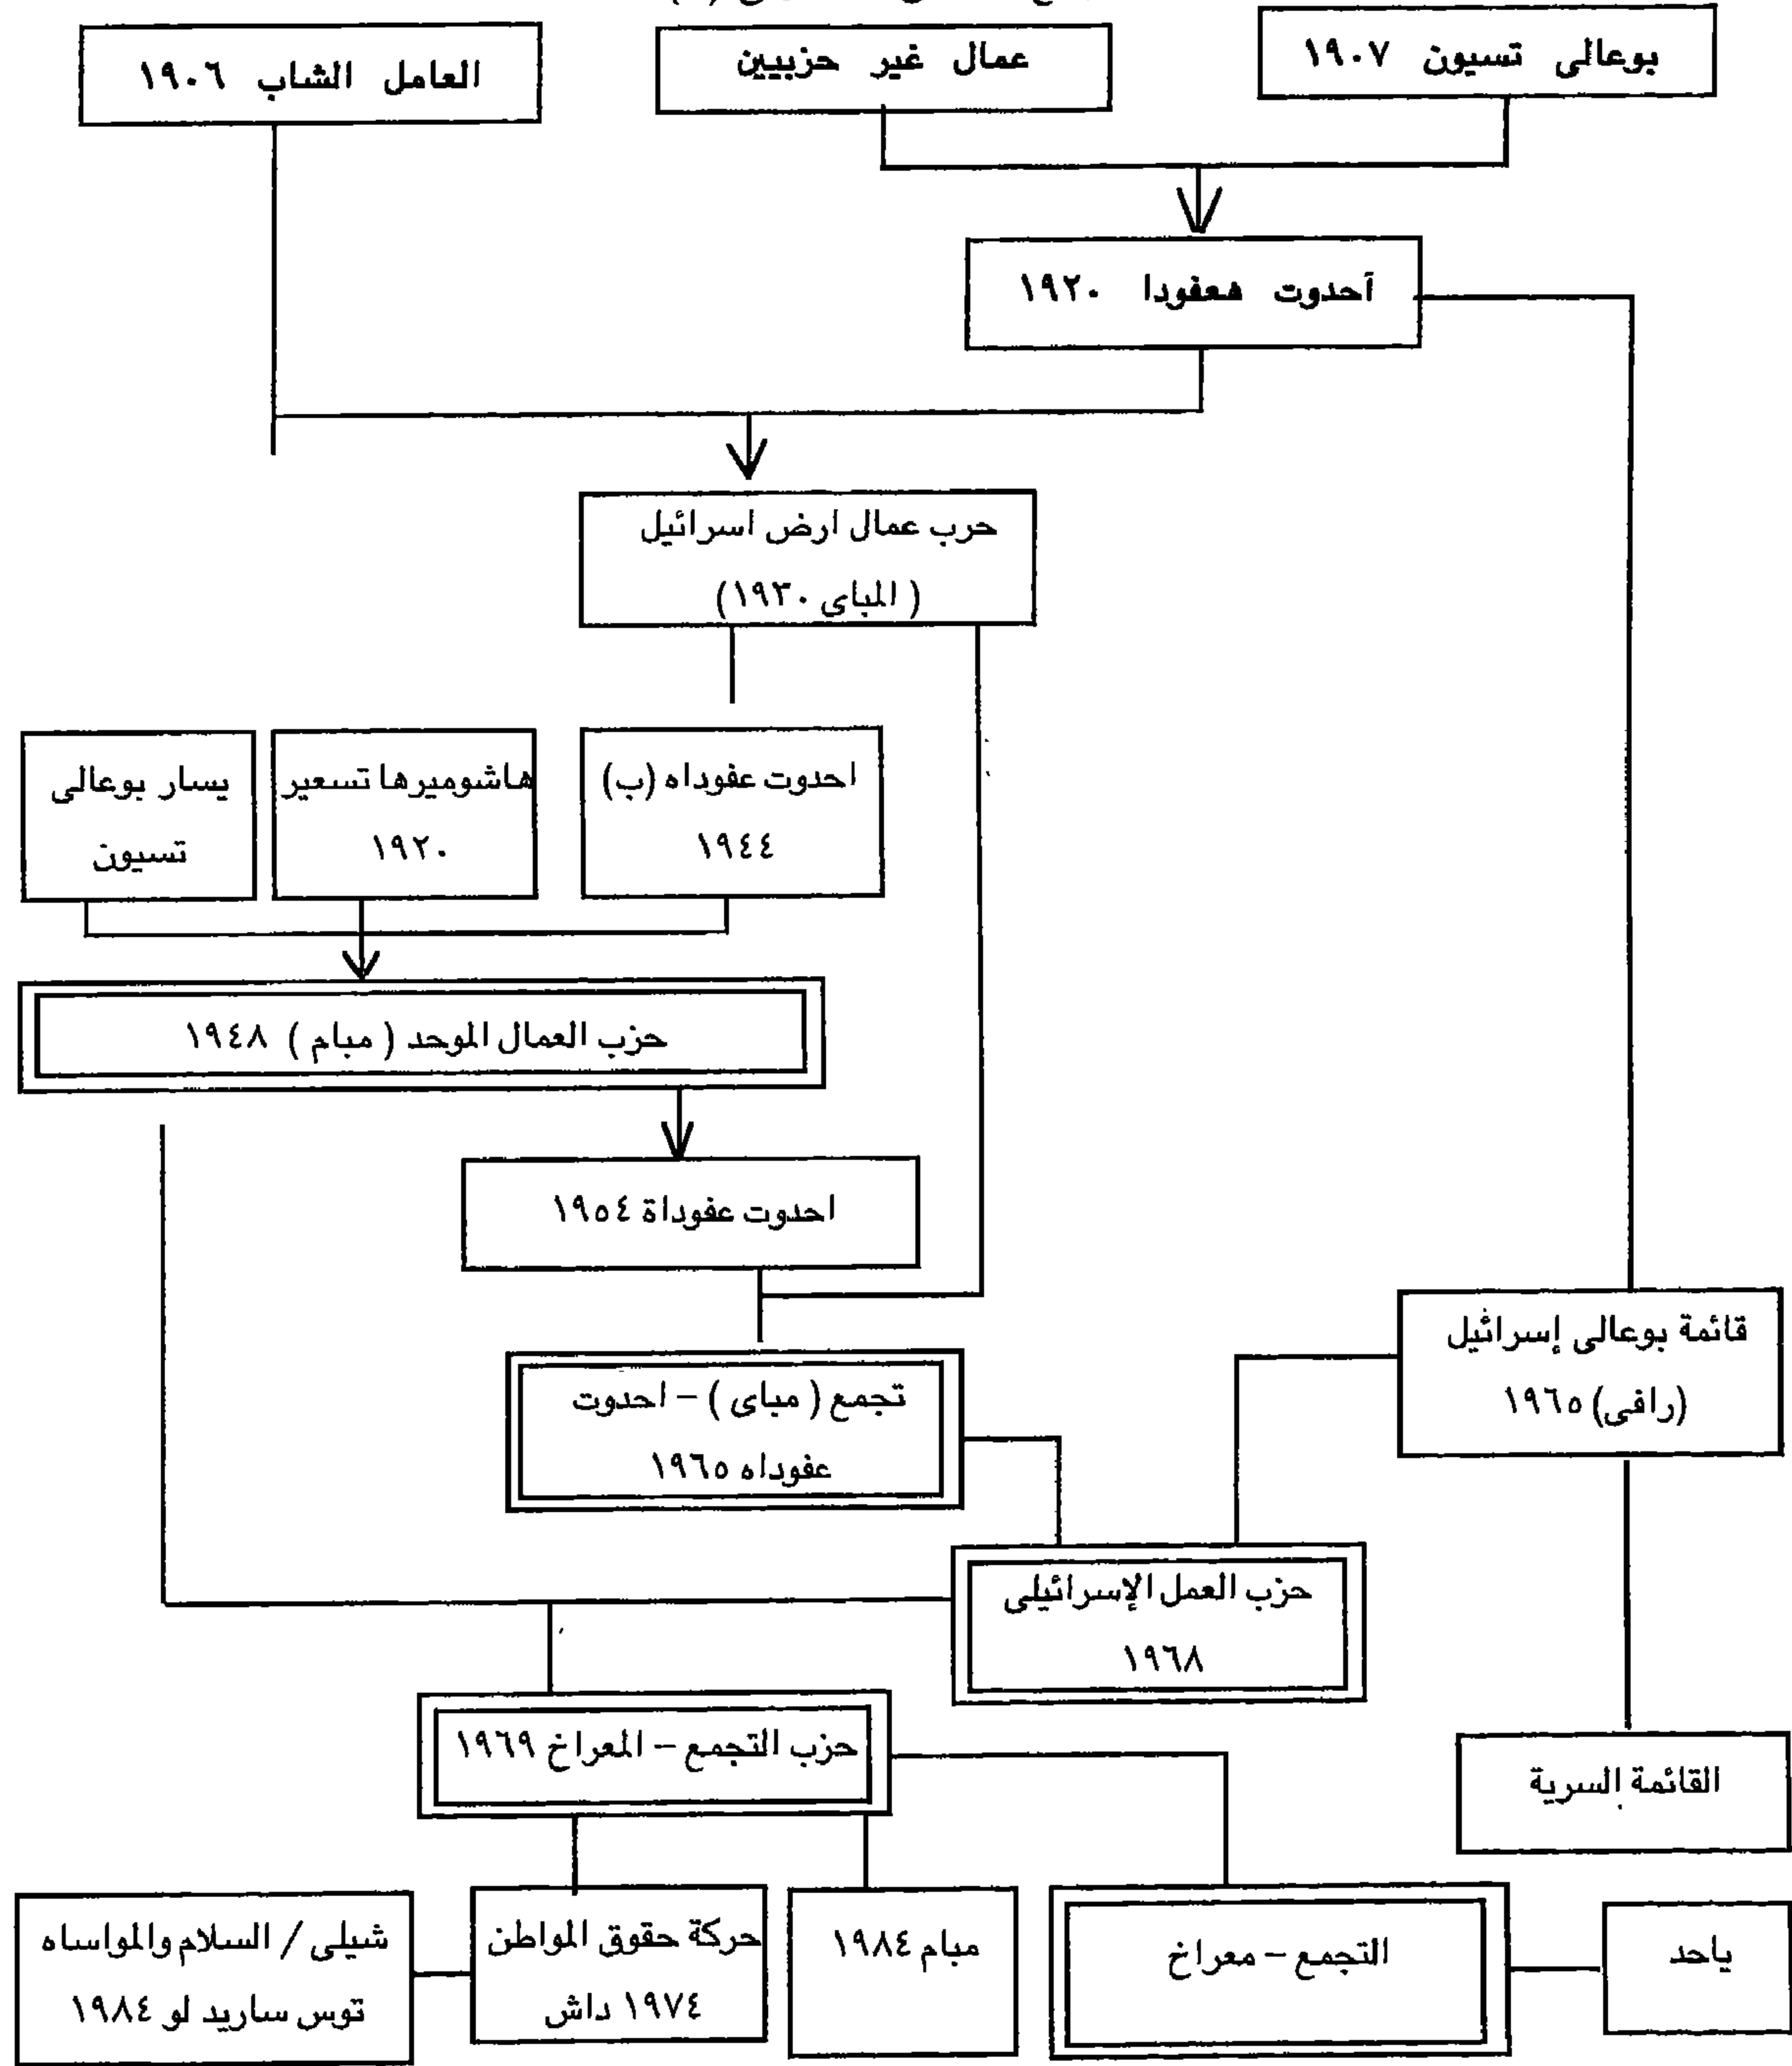 بوعالى تسيون ١٩٠٧
عمال غير حزبيين
العامل الشاب ١٩٠٦
آحدوت هعفودا ١٩٢٠
حرب عمال ارض اسرائيل
( المباي ١٩٣٠)
احدوت عفوداه (ب)
١٩٤٤
هاشوميرها تسعير
١٩٢٠
يسار بوعالى
تسيون
حزب العمال الموحد ( مبام ) ١٩٤٨
احدوت عفوداة ١٩٥٤
قائمة بوعالى إسرائيل
(رافى) ١٩٦٥
تجمع ( مباى ) – احدوت
عفوداه ١٩٦٥
حزب العمل الإسرائيلى
١٩٦٨
حزب التجمع – المعراخ ١٩٦٩
القائمة السرية
ياحد
التجمع – معراخ
مبام ١٩٨٤
حركة حقوق المواطن
١٩٧٤ داش
شيلى / السلام والمواساه
توس ساريد لو ١٩٨٤